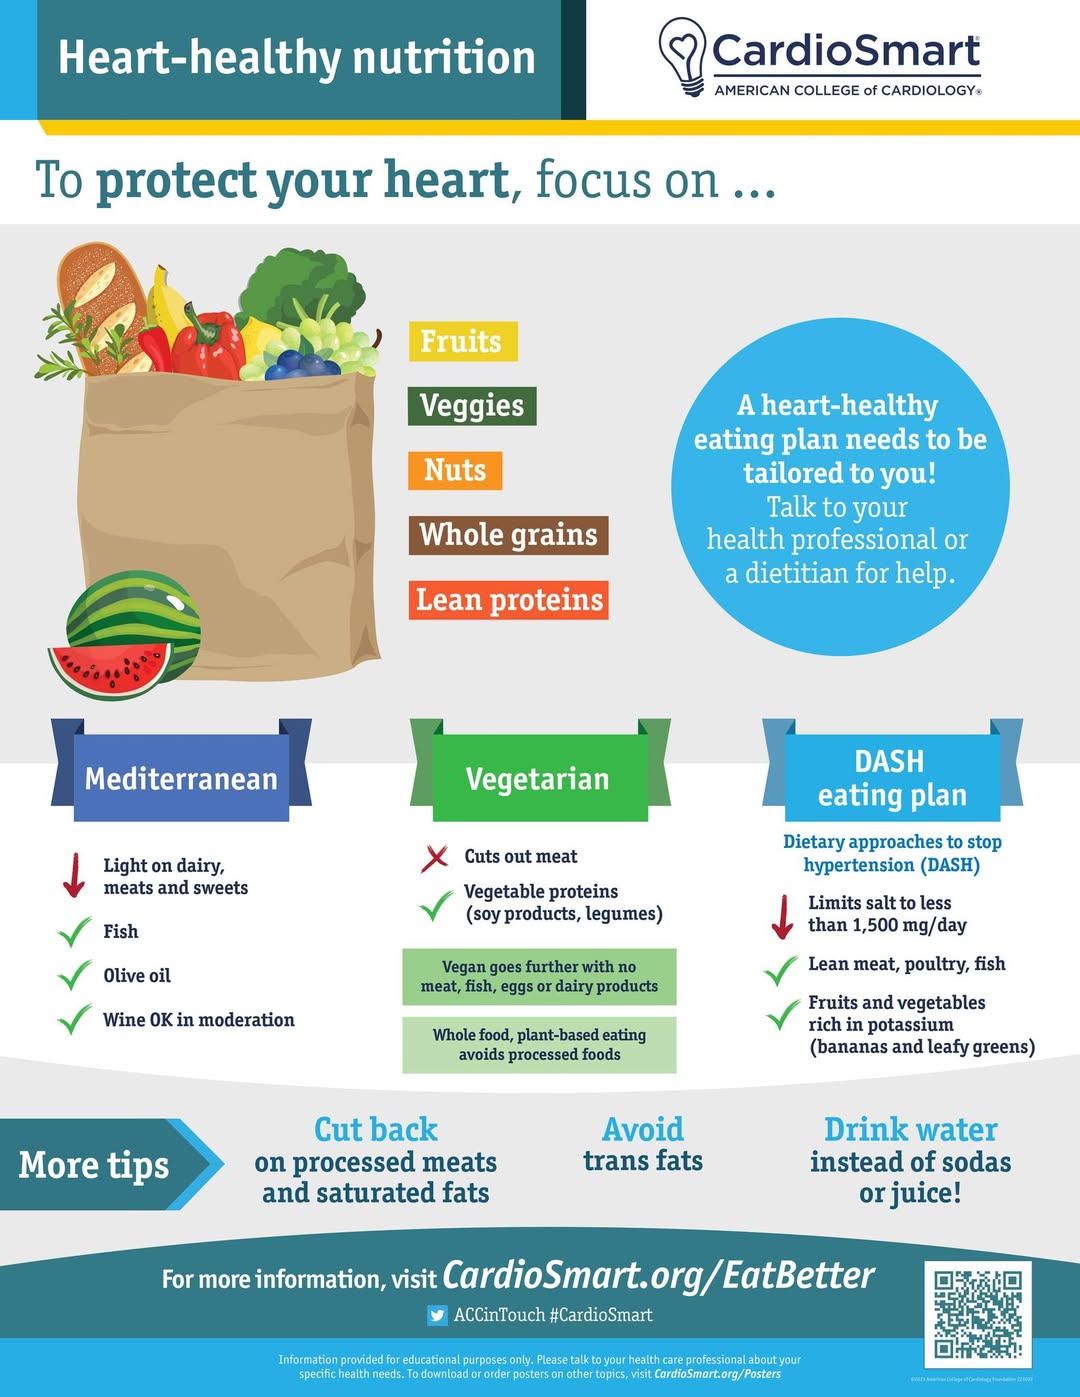 Heart-healthy nutrition
CardioSmart
AMERICAN COLLEGE of CARDIOLOGY®
To protect your heart, focus on ...
Fruits
Veggies
Nuts
Whole grains
Lean proteins
A heart-healthy
eating plan needs to be
tailored to you!
Talk to your
health professional or
a dietitian for help.
Mediterranean
Light on dairy,
meats and sweets
Fish
Olive oil
Wine OK in moderation
Vegetarian
Cuts out meat
Vegetable proteins
(soy products, legumes)
Vegan goes further with no
meat, fish, eggs or dairy products
Whole food, plant-based eating
avoids processed foods
DASH
eating plan
Dietary approaches to stop
hypertension (DASH)
Limits salt to less
than 1,500 mg/day
Lean meat, poultry, fish
Fruits and vegetables
rich in potassium
(bananas and leafy greens)
More tips
Cut back
on processed meats
and saturated fats
Avoid
trans fats
Drink water
instead of sodas
or juice!
For more information, visit CardioSmart.org/EatBetter
ACCinTouch #CardioSmart
Information provided for educational purposes only. Please talk to your health care professional about your
specific health needs. To download or order posters on other topics, visit CardioSmart.org/Posters
American College of Cardiology Foundation